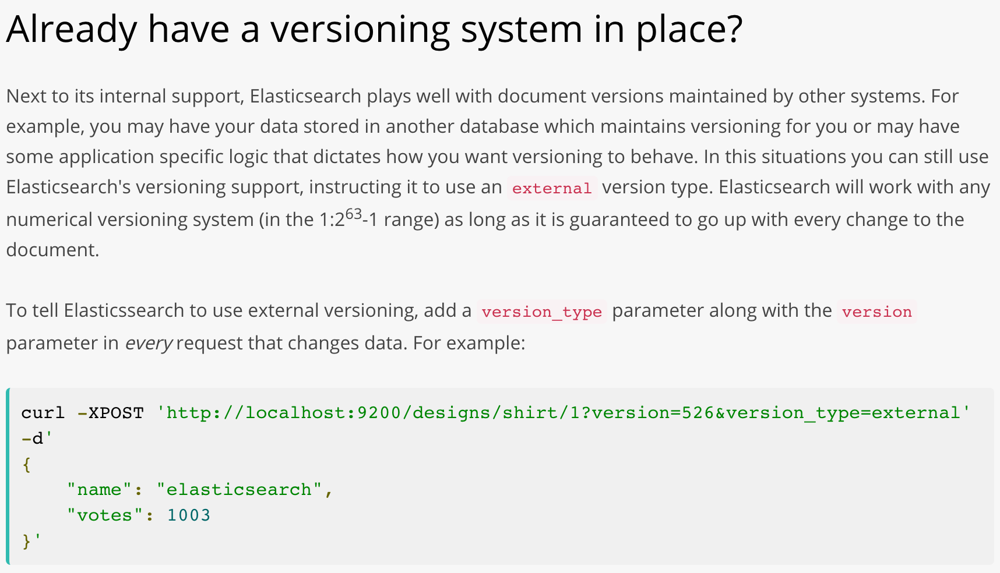 Already have a versioning system in place?
Next to its internal support, Elasticsearch plays well with document versions maintained by other systems. For
example, you may have your data stored in another database which maintains versioning for you or may have
some application specific logic that dictates how you want versioning to behave. In this situations you can still use
Elasticsearch's versioning support, instructing it to use an external version type. Elasticsearch will work with any
numerical versioning system (in the 1:2⁶³-1 range) as long as it is guaranteed to go up with every change to the
document.
To tell Elasticssearch to use external versioning, add a version_type parameter along with the version
parameter in every request that changes data. For example:
curl -XPOST 'http://localhost:9200/designs/shirt/1?version=526&version_type=external'
-d'
{
    "name": "elasticsearch",
    "votes": 1003
}'